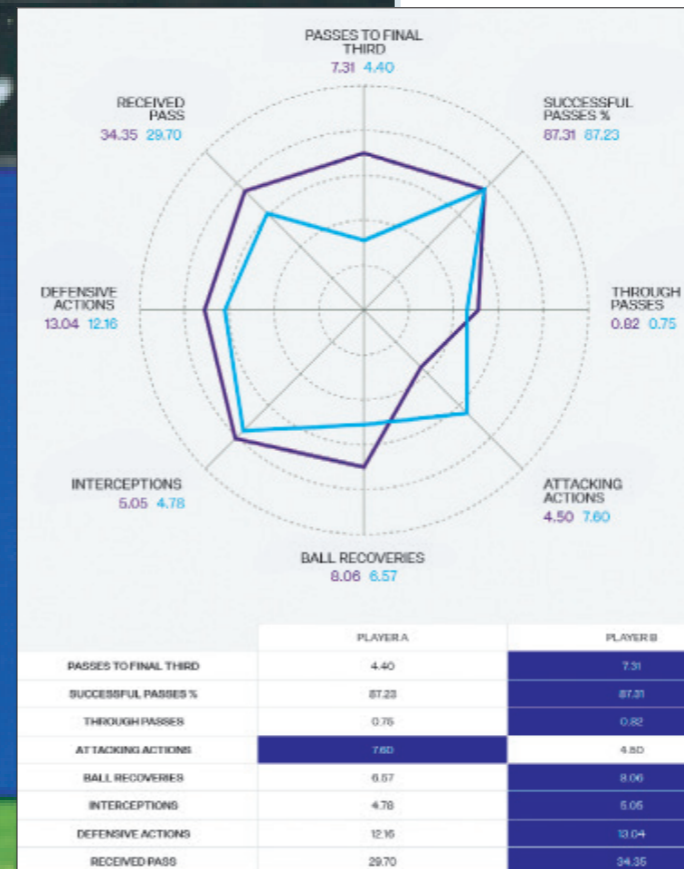 PASSES TO FINAL
THIRD
7.31 4.40
RECEIVED
PASS
34.35 29.70
SUCCESSFUL
PASSES %
87.31 87.23
DEFENSIVE
ACTIONS
13.04 12.16
THROUGH
PASSES
0.82 0.75
INTERCEPTIONS
5.05 4.78
ATTACKING
ACTIONS
4.50 7.60
BALL RECOVERIES
8.06 6.57
PLAYER A PLAYER B
PASSES TO FINAL THIRD 4.40 7.31
SUCCESSFUL PASSES % 87.23 87.31
THROUGH PASSES 0.75 0.82
ATTACKING ACTIONS 7.60 4.50
BALL RECOVERIES 6.57 8.06
INTERCEPTIONS 4.78 5.05
DEFENSIVE ACTIONS 12.16 13.04
RECEIVED PASS 29.70 34.35